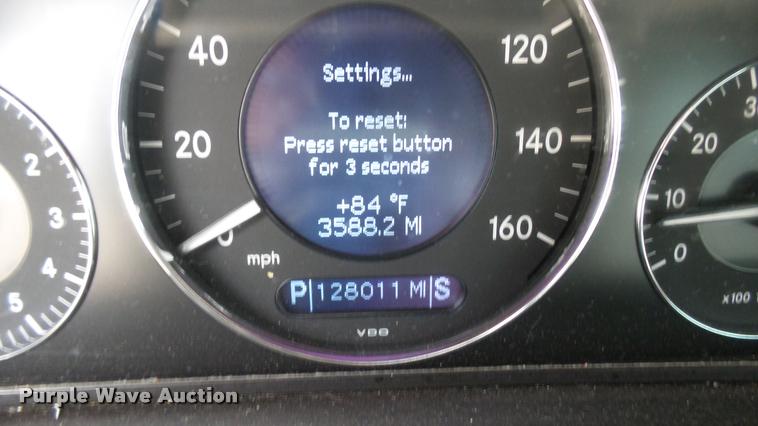 40
120
Settings...
To reset:
Press reset button
for 3 seconds
20
140
+84 °F
3588.2 MI
0
160
mph
P 128011 MI S
VDO
2
3
4
5
20
10
0
x100
Purple Wave Auction